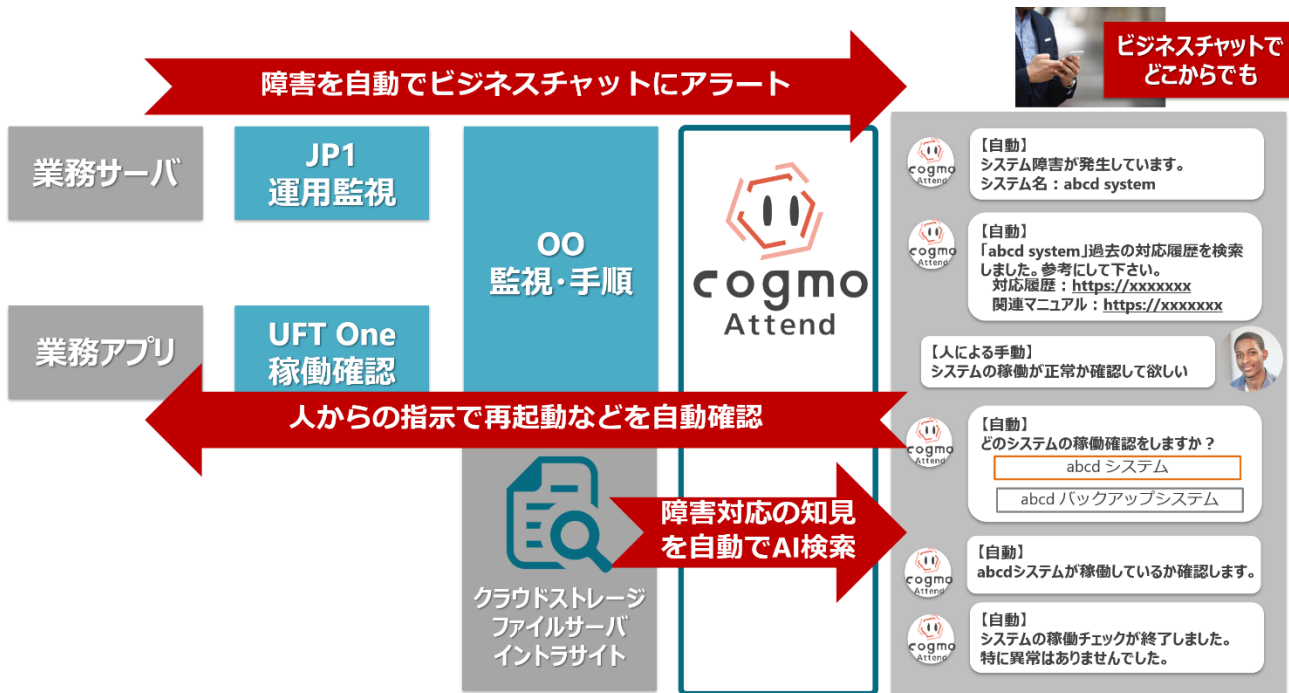 ビジネスチャットで
どこからでも
障害を自動でビジネスチャットにアラート
業務サーバ
JP1
運用監視
業務アプリ
UFT One
稼働確認
OO
監視・手順
cogmo
Attend
人からの指示で再起動などを自動確認
障害対応の知見
を自動でAI検索
クラウドストレージ
ファイルサーバ
イントラサイト
cogmo
Attend
【自動】
システム障害が発生しています。
システム名：abcd system
cogmo
Attend
【自動】
「abcd system」過去の対応履歴を検索
しました。参考にして下さい。
対応履歴：https://xxxxxxx
関連マニュアル：https://xxxxxxx
【人による手動】
システムの稼働が正常か確認して欲しい
cogmo
Attend
【自動】
どのシステムの稼働確認をしますか？
abcd システム
abcd バックアップシステム
cogmo
Attend
【自動】
abcdシステムが稼働しているか確認します。
cogmo
Attend
【自動】
システムの稼働チェックが終了しました。
特に異常はありませんでした。